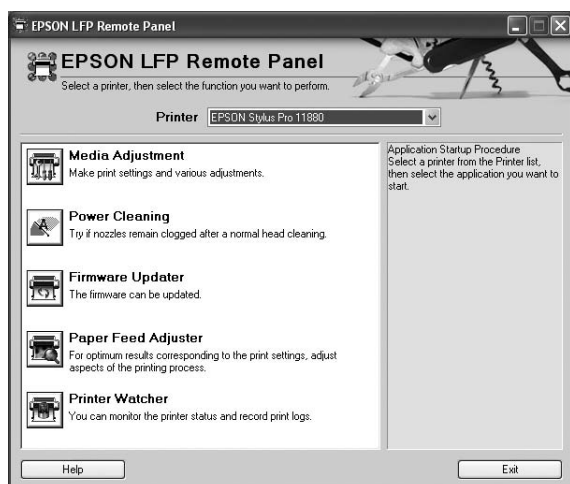 EPSON LFP Remote Panel
EPSON LFP Remote Panel
Select a printer, then select the function you want to perform.
Printer EPSON Stylus Pro 11880
Media Adjustment
Make print settings and various adjustments.
Power Cleaning
Try if nozzles remain clogged after a normal head cleaning.
Firmware Updater
The firmware can be updated.
Paper Feed Adjuster
For optimum results corresponding to the print settings, adjust
aspects of the printing process.
Printer Watcher
You can monitor the printer status and record print logs.
Application Startup Procedure
Select a printer from the Printer list,
then select the application you want to
start.
Help
Exit